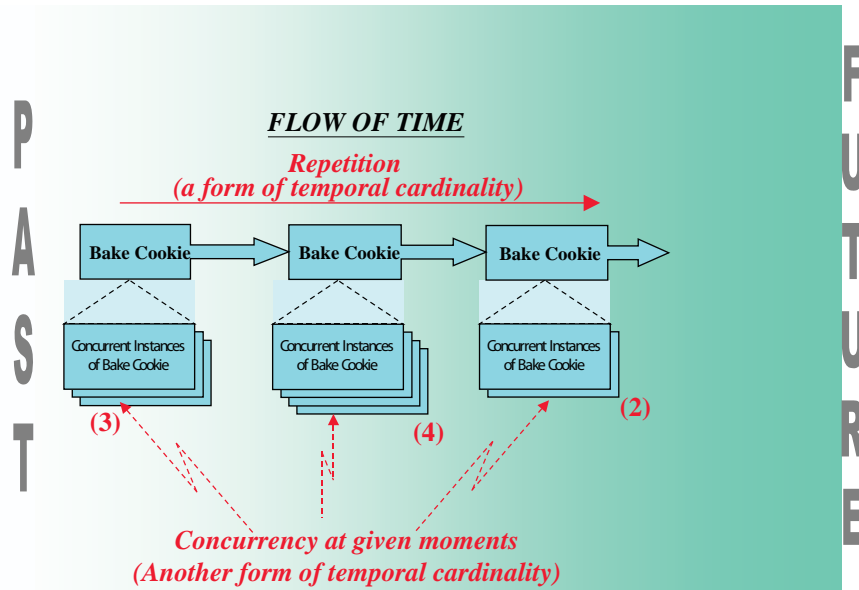 PAST
FUTURE
FLOW OF TIME
Repetition
(a form of temporal cardinality)
Bake Cookie
Bake Cookie
Bake Cookie
Concurrent Instances
of Bake Cookie
(3)
Concurrent Instances
of Bake Cookie
(4)
Concurrent Instances
of Bake Cookie
(2)
Concurrency at given moments
(Another form of temporal cardinality)